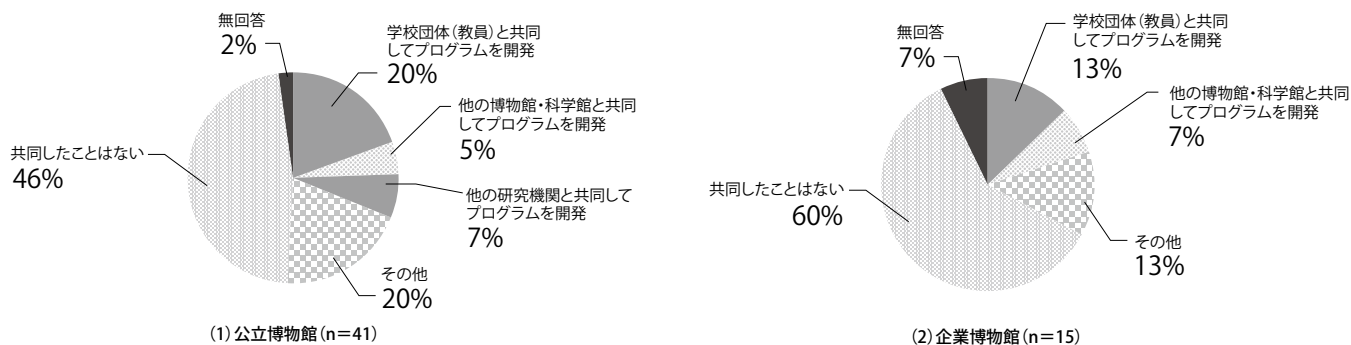 無回答
2%
学校団体（教員）と共同
してプログラムを開発
20%
他の博物館・科学館と共同
してプログラムを開発
5%
他の研究機関と共同して
プログラムを開発
7%
その他
20%
共同したことはない
46%
(1)公立博物館(n=41)
無回答
7%
学校団体（教員）と共同
してプログラムを開発
13%
他の博物館・科学館と共同
してプログラムを開発
7%
その他
13%
共同したことはない
60%
(2)企業博物館(n=15)